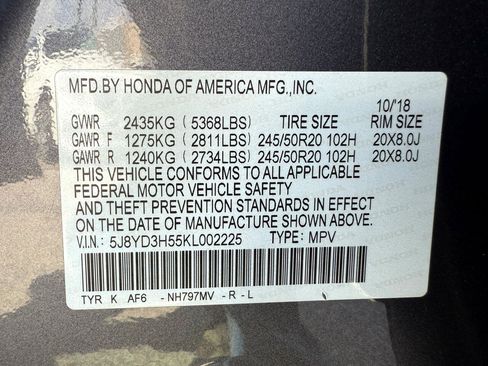 MFD.BY HONDA OF AMERICA MFG.,INC.
10/'18
GVWR 2435KG (5368LBS) TIRE SIZE RIM SIZE
GAWR F 1275KG (2811LBS) 245/50R20 102H 20X8.0J
GAWR R 1240KG (2734LBS) 245/50R20 102H 20X8.0J
THIS VEHICLE CONFORMS TO ALL APPLICABLE
FEDERAL MOTOR VEHICLE SAFETY
AND THEFT PREVENTION STANDARDS IN EFFECT
ON THE DATE OF MANUFACTURE SHOWN ABOVE.
V.I.N: 5J8YD3H55KL002225 TYPE: MPV
TYR K AF6 -NH797MV -R-L